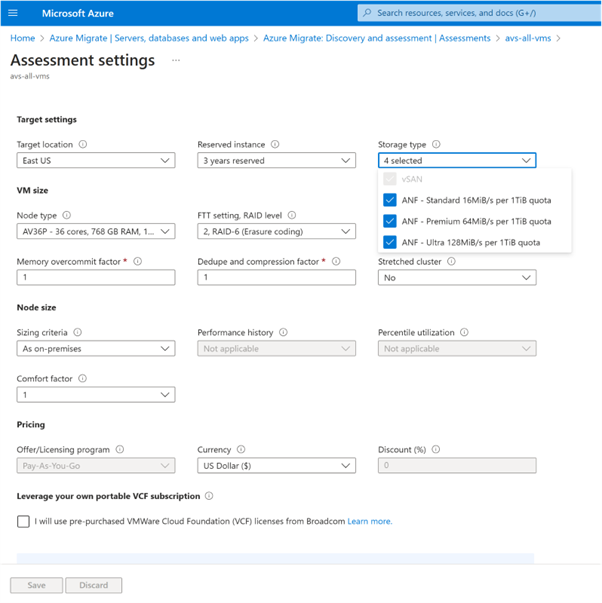 Microsoft Azure
Search resources, services, and docs (G+/)
Home > Azure Migrate | Servers, databases and web apps > Azure Migrate: Discovery and assessment | Assessments > avs-all-vms >
Assessment settings ...
avs-all-vms
Target settings
Target location Reserved instance Storage type
East US 3 years reserved 4 selected
vSAN
VM size
ANF - Standard 16MiB/s per 1TiB quota
Node type FTT setting, RAID level ANF - Premium 64MiB/s per 1TiB quota
AV36P - 36 cores, 768 GB RAM, 1... 2, RAID-6 (Erasure coding) ANF - Ultra 128MiB/s per 1TiB quota
Memory overcommit factor * Dedupe and compression factor * Stretched cluster
1 1 No
Node size
Sizing criteria Performance history Percentile utilization
As on-premises Not applicable Not applicable
Comfort factor
1
Pricing
Offer/Licensing program Currency Discount (%)
Pay-As-You-Go US Dollar ($) 0
Leverage your own portable VCF subscription
I will use pre-purchased VMWare Cloud Foundation (VCF) licenses from Broadcom Learn more.
Save Discard